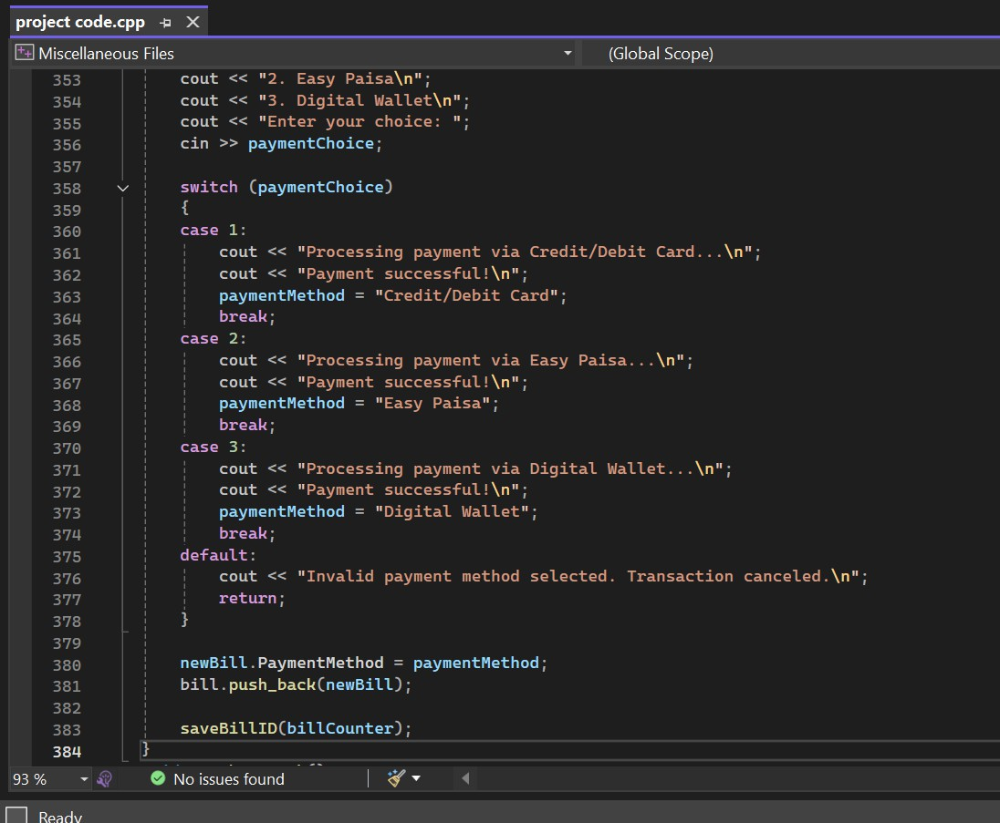 project code.cpp
Miscellaneous Files (Global Scope)
353 cout << "2. Easy Paisa\n";
354 cout << "3. Digital Wallet\n";
355 cout << "Enter your choice: ";
356 cin >> paymentChoice;
357
358 switch (paymentChoice)
359 {
360 case 1:
361 cout << "Processing payment via Credit/Debit Card...\n";
362 cout << "Payment successful!\n";
363 paymentMethod = "Credit/Debit Card";
364 break;
365 case 2:
366 cout << "Processing payment via Easy Paisa...\n";
367 cout << "Payment successful!\n";
368 paymentMethod = "Easy Paisa";
369 break;
370 case 3:
371 cout << "Processing payment via Digital Wallet...\n";
372 cout << "Payment successful!\n";
373 paymentMethod = "Digital Wallet";
374 break;
375 default:
376 cout << "Invalid payment method selected. Transaction canceled.\n";
377 return;
378 }
379
380 newBill.PaymentMethod = paymentMethod;
381 bill.push_back(newBill);
382
383 saveBillID(billCounter);
384 }
93 % No issues found
Ready